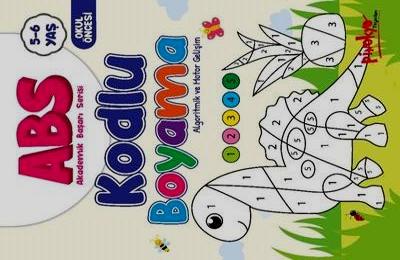 5-6
YAŞ
OKUL
ÖNCESİ
ABS
Akademik Başarı Serisi
Kodlu
Boyama
Algoritmik ve Motor Gelişim
1 2 3 4 5
pinokyo